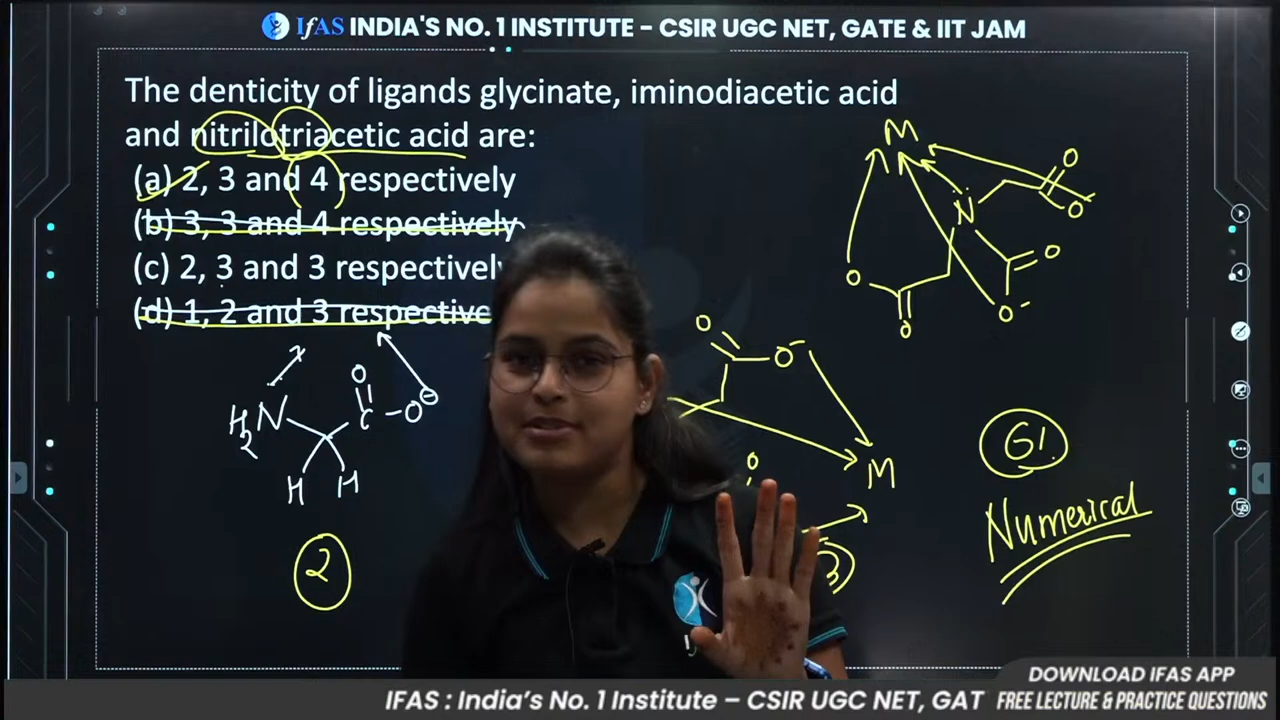 IfAS INDIA'S NO. 1 INSTITUTE – CSIR UGC NET, GATE & IIT JAM
The denticity of ligands glycinate, iminodiacetic acid
and nitrilotriacetic acid are:
(a) 2, 3 and 4 respectively
(b) 3, 3 and 4 respectively
(c) 2, 3 and 3 respectively
(d) 1, 2 and 3 respective
M
O
N
O
O
O
O
O⁻
O
O⁻
M
O
O
H₂N
C
O⊖
H
H
2
3
61
Numerical
DOWNLOAD IFAS APP
IFAS : India's No. 1 Institute – CSIR UGC NET, GAT
FREE LECTURE & PRACTICE QUESTIONS